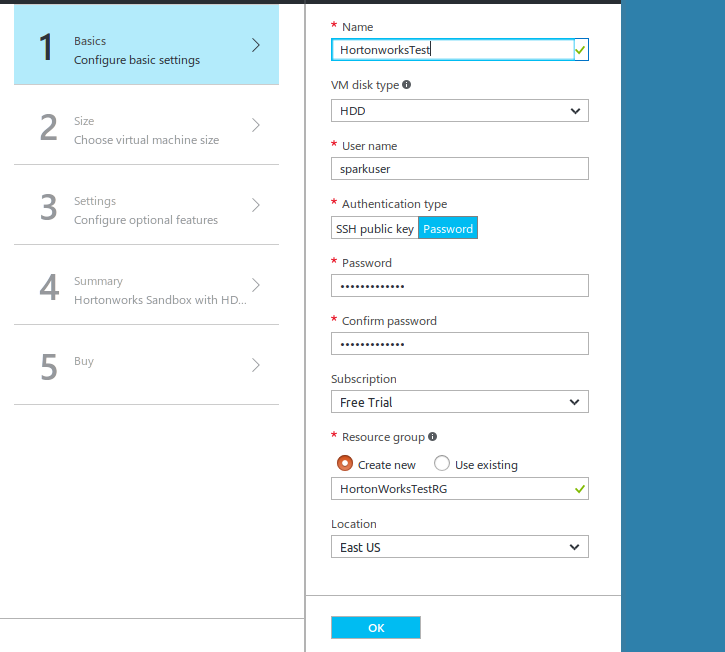 1
Basics
Configure basic settings
2
Size
Choose virtual machine size
3
Settings
Configure optional features
4
Summary
Hortonworks Sandbox with HD...
5
Buy
* Name
HortonworksTest
VM disk type
HDD
* User name
sparkuser
* Authentication type
SSH public key Password
* Password
•••••••••••••
* Confirm password
•••••••••••••
Subscription
Free Trial
* Resource group
Create new Use existing
HortonWorksTestRG
Location
East US
OK